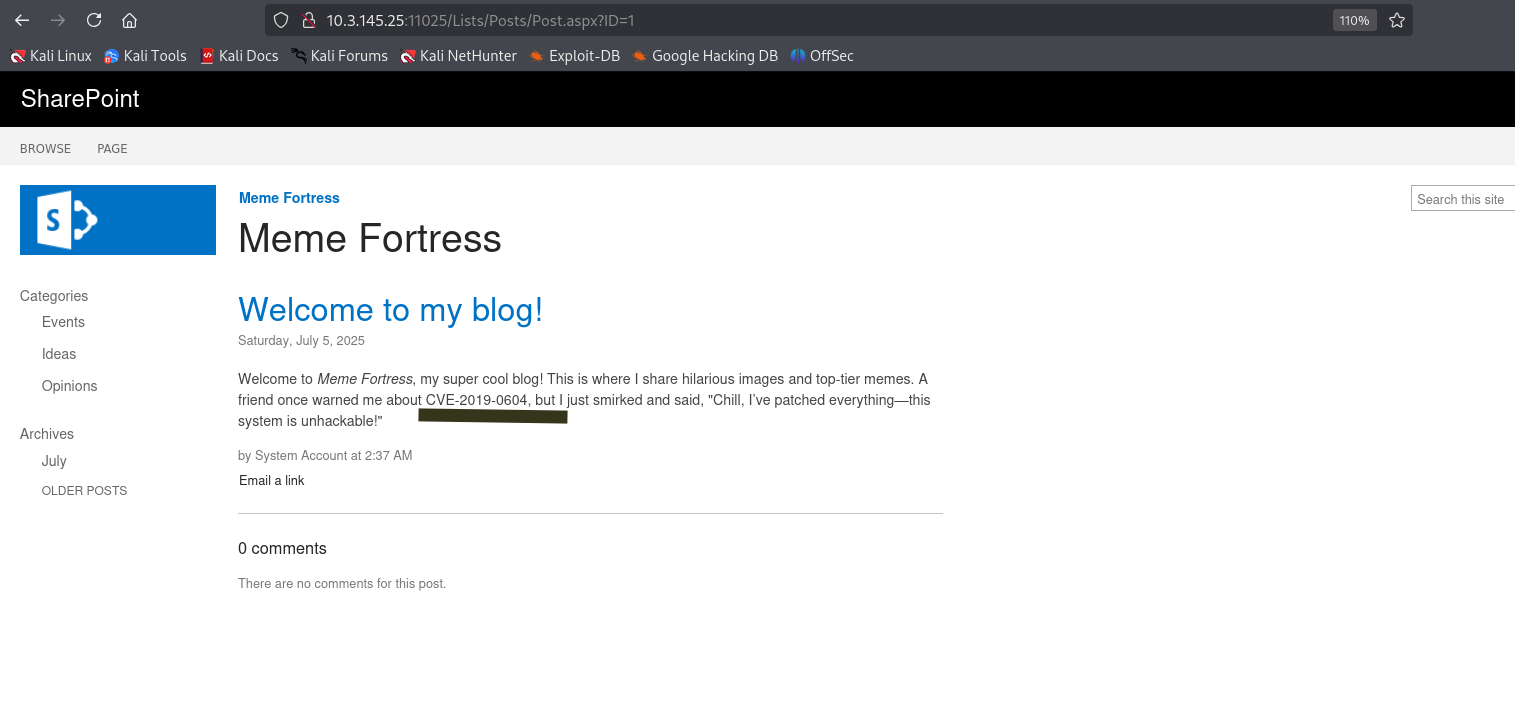 10.3.145.25:11025/Lists/Posts/Post.aspx?ID=1
110%
Kali Linux Kali Tools Kali Docs Kali Forums Kali NetHunter Exploit-DB Google Hacking DB OffSec
SharePoint
BROWSE PAGE
S
Meme Fortress
Search this site
Meme Fortress
Categories
Events
Ideas
Opinions
Archives
July
OLDER POSTS
Welcome to my blog!
Saturday, July 5, 2025
Welcome to Meme Fortress, my super cool blog! This is where I share hilarious images and top-tier memes. A
friend once warned me about CVE-2019-0604, but I just smirked and said, "Chill, I've patched everything—this
system is unhackable!"
by System Account at 2:37 AM
Email a link
0 comments
There are no comments for this post.